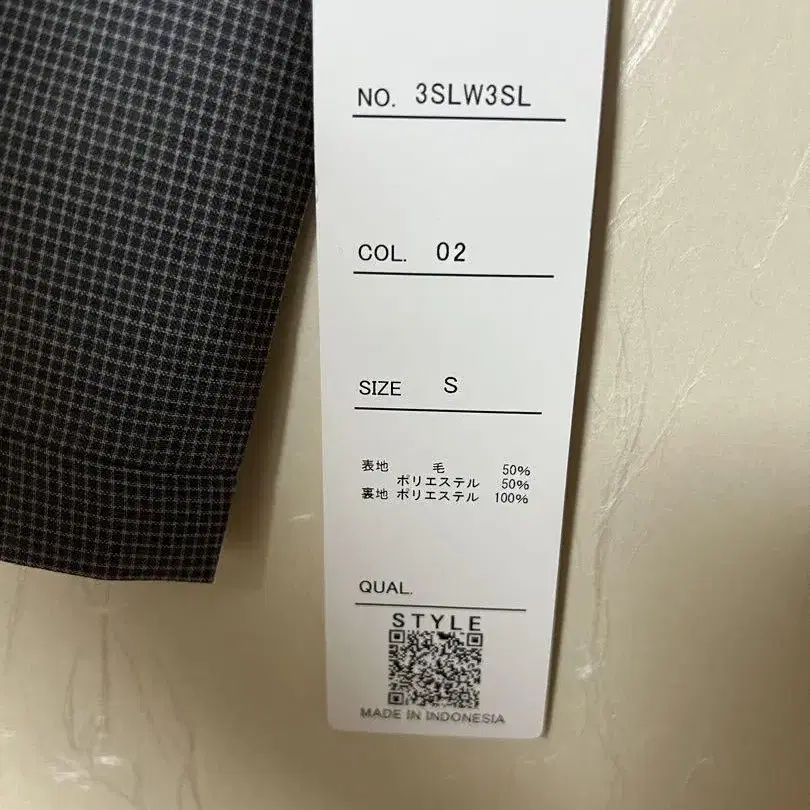 NO. 3SLW3SL
COL. 02
SIZE S
表地 毛 50%
ポリエステル 50%
裏地 ポリエステル 100%
QUAL.
STYLE
MADE IN INDONESIA